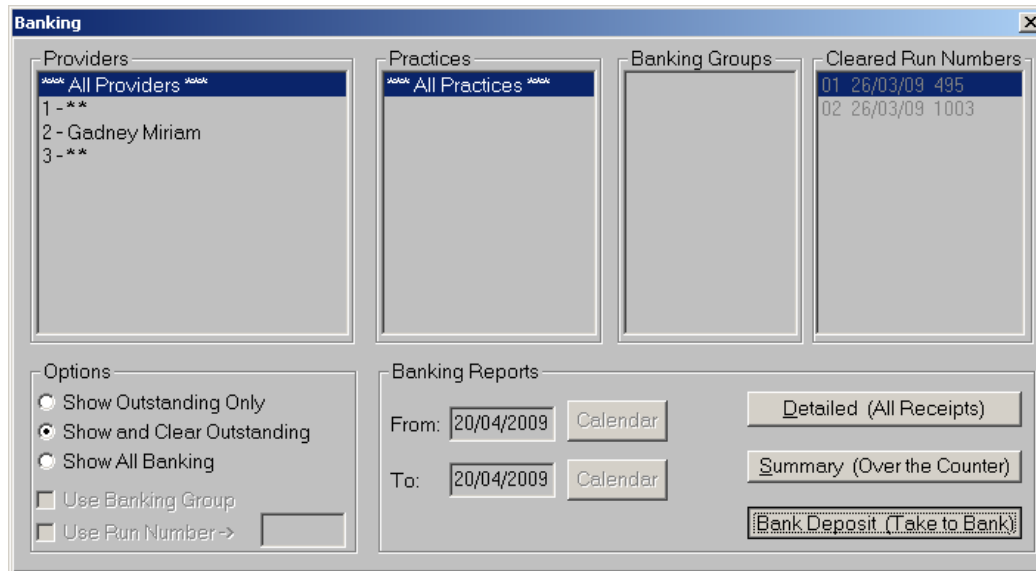 Banking
Providers
**** All Providers ****
1 - **
2 - Gadney Miriam
3 - **
Practices
**** All Practices ****
Banking Groups
Cleared Run Numbers
01 26/03/09 495
02 26/03/09 1003
Options
Show Outstanding Only
Show and Clear Outstanding
Show All Banking
Use Banking Group
Use Run Number ->
Banking Reports
From: 20/04/2009 Calendar
To: 20/04/2009 Calendar
Detailed (All Receipts)
Summary (Over the Counter)
Bank Deposit (Take to Bank)